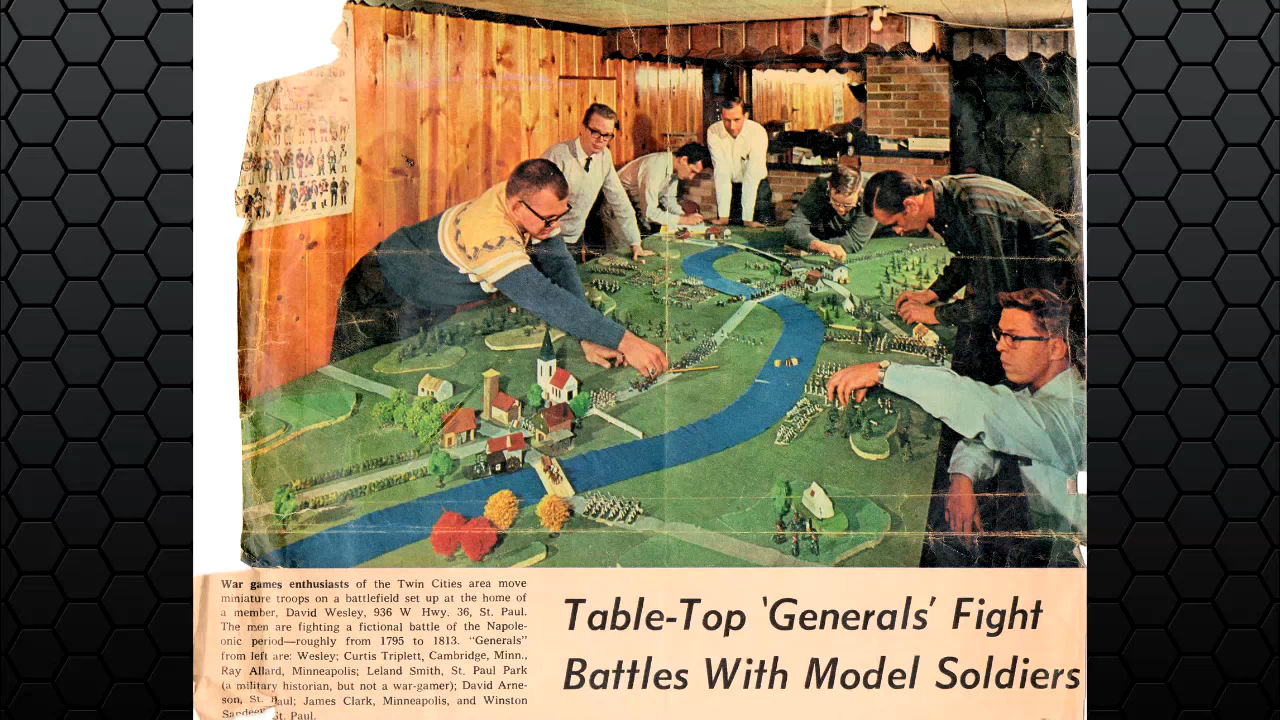 War games enthusiasts of the Twin Cities area move
miniature troops on a battlefield set up at the home of
a member, David Wesley, 936 W Hwy. 36, St. Paul.
The men are fighting a fictional battle of the Napole-
onic period—roughly from 1795 to 1813. "Generals"
from left are: Wesley; Curtis Triplett, Cambridge, Minn.,
Ray Allard, Minneapolis; Leland Smith, St. Paul Park
(a military historian, but not a war-gamer); David Arne-
son, St. Paul; James Clark, Minneapolis, and Winston
St. Paul.
Table-Top 'Generals' Fight
Battles With Model Soldiers